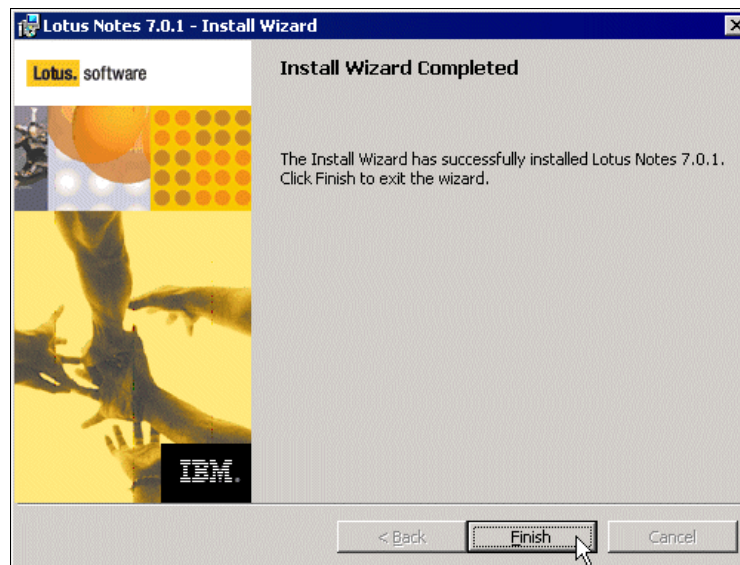 Lotus Notes 7.0.1 - Install Wizard
Lotus. software
Install Wizard Completed
The Install Wizard has successfully installed Lotus Notes 7.0.1.
Click Finish to exit the wizard.
IBM.
< Back
Finish
Cancel